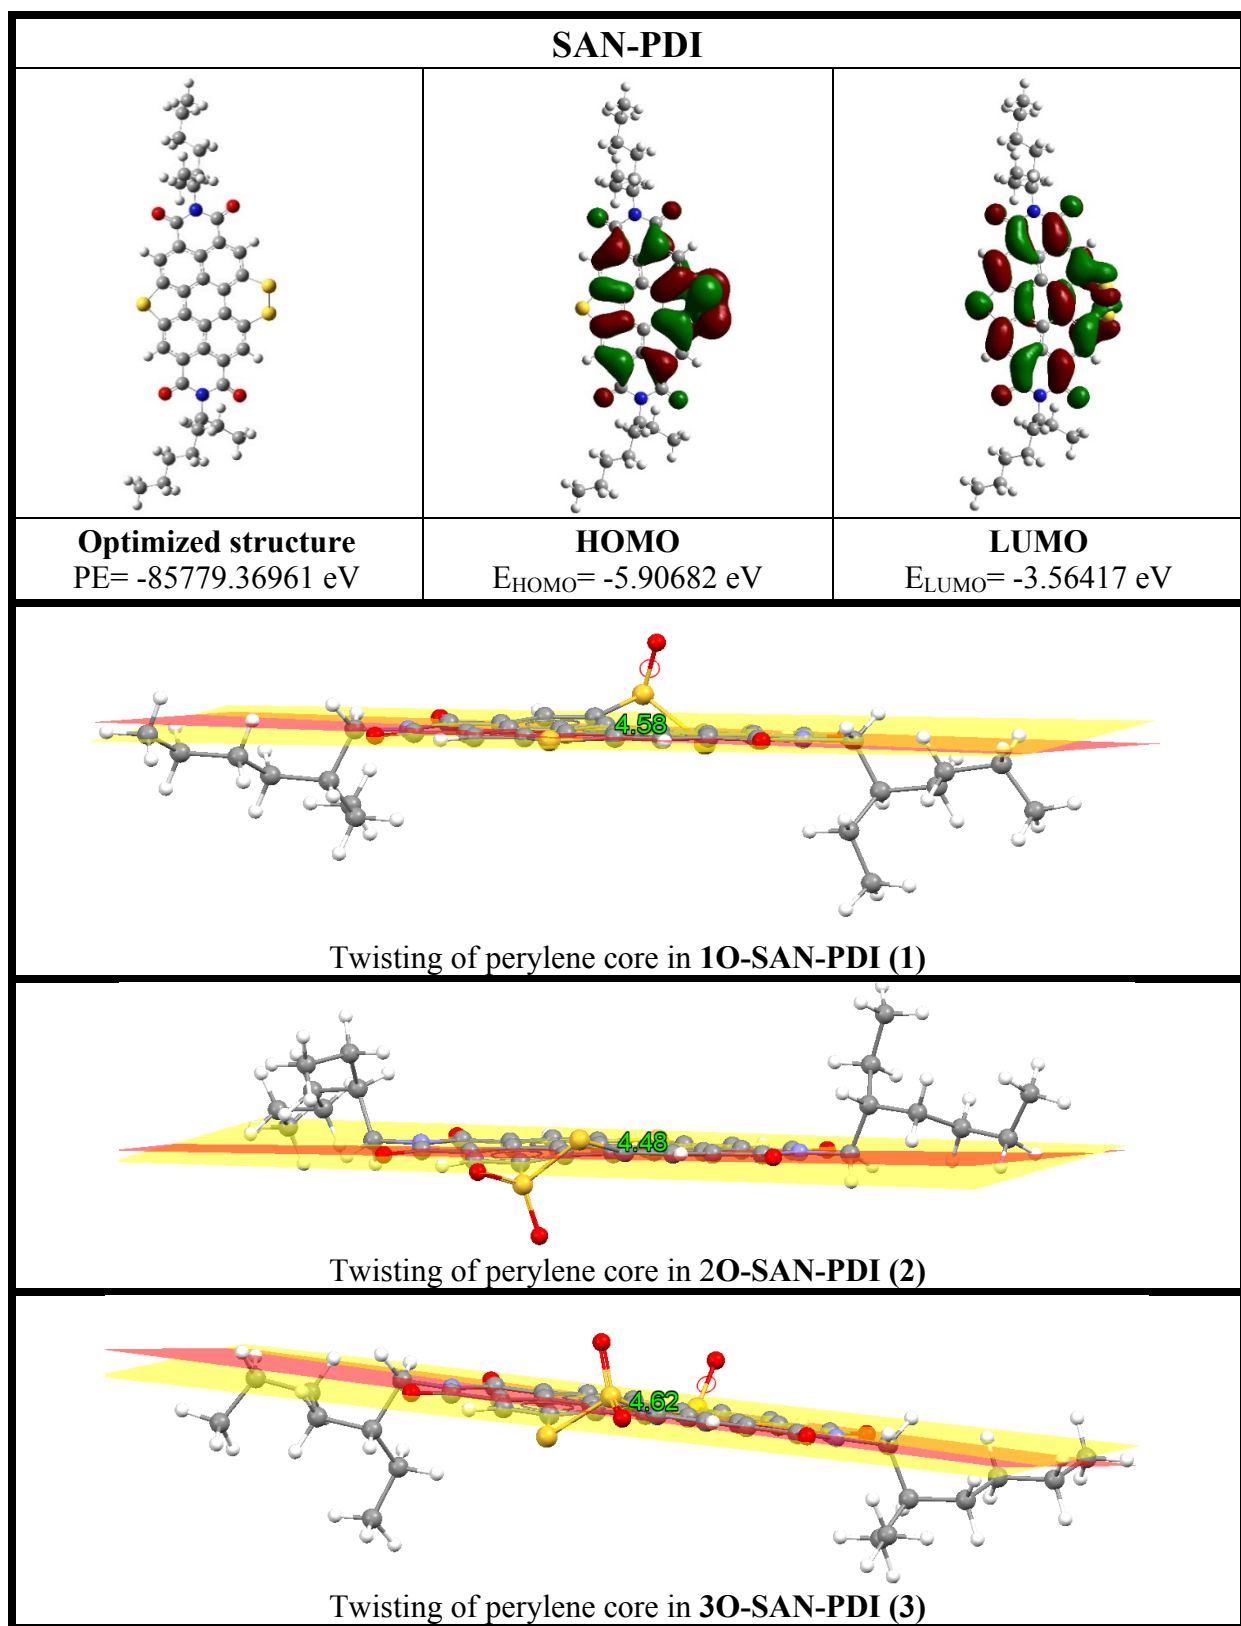 SAN-PDI
Optimized structure
PE= -85779.36961 eV
HOMO
E_HOMO= -5.90682 eV
LUMO
E_LUMO= -3.56417 eV
4.58
Twisting of perylene core in 1O-SAN-PDI (1)
4.48
Twisting of perylene core in 2O-SAN-PDI (2)
4.62
Twisting of perylene core in 3O-SAN-PDI (3)